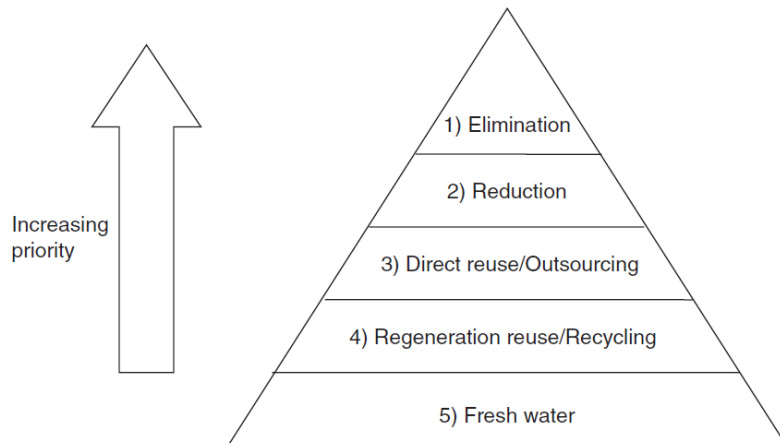 1) Elimination
2) Reduction
Increasing
priority
3) Direct reuse/Outsourcing
4) Regeneration reuse/Recycling
5) Fresh water